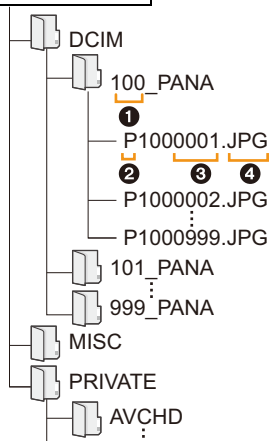 DCIM
100_PANA
❶
P1000001.JPG
❷ ❸ ❹
P1000002.JPG
P1000999.JPG
101_PANA
999_PANA
MISC
PRIVATE
AVCHD